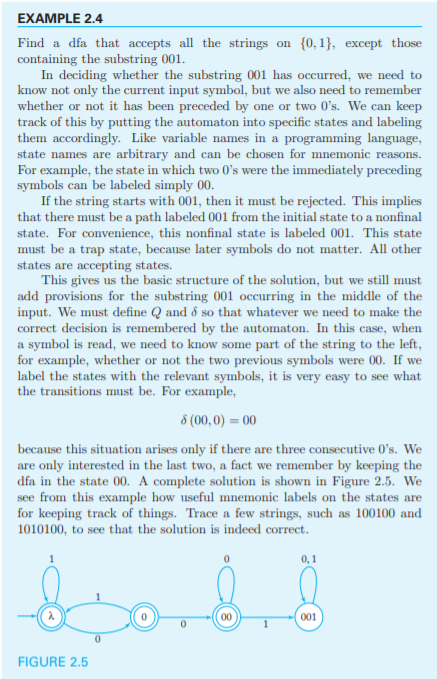 EXAMPLE 2.4
Find a dfa that accepts all the strings on {0, 1}, except those
containing the substring 001.
In deciding whether the substring 001 has occurred, we need to
know not only the current input symbol, but we also need to remember
whether or not it has been preceded by one or two 0's. We can keep
track of this by putting the automaton into specific states and labeling
them accordingly. Like variable names in a programming language,
state names are arbitrary and can be chosen for mnemonic reasons.
For example, the state in which two 0's were the immediately preceding
symbols can be labeled simply 00.
If the string starts with 001, then it must be rejected. This implies
that there must be a path labeled 001 from the initial state to a nonfinal
state. For convenience, this nonfinal state is labeled 001. This state
must be a trap state, because later symbols do not matter. All other
states are accepting states.
This gives us the basic structure of the solution, but we still must
add provisions for the substring 001 occurring in the middle of the
input. We must define Q and δ so that whatever we need to make the
correct decision is remembered by the automaton. In this case, when
a symbol is read, we need to know some part of the string to the left,
for example, whether or not the two previous symbols were 00. If we
label the states with the relevant symbols, it is very easy to see what
the transitions must be. For example,
δ (00, 0) = 00
because this situation arises only if there are three consecutive 0's. We
are only interested in the last two, a fact we remember by keeping the
dfa in the state 00. A complete solution is shown in Figure 2.5. We
see from this example how useful mnemonic labels on the states are
for keeping track of things. Trace a few strings, such as 100100 and
1010100, to see that the solution is indeed correct.
1 0 0, 1
1
λ 0 00 001
0 1
0
FIGURE 2.5